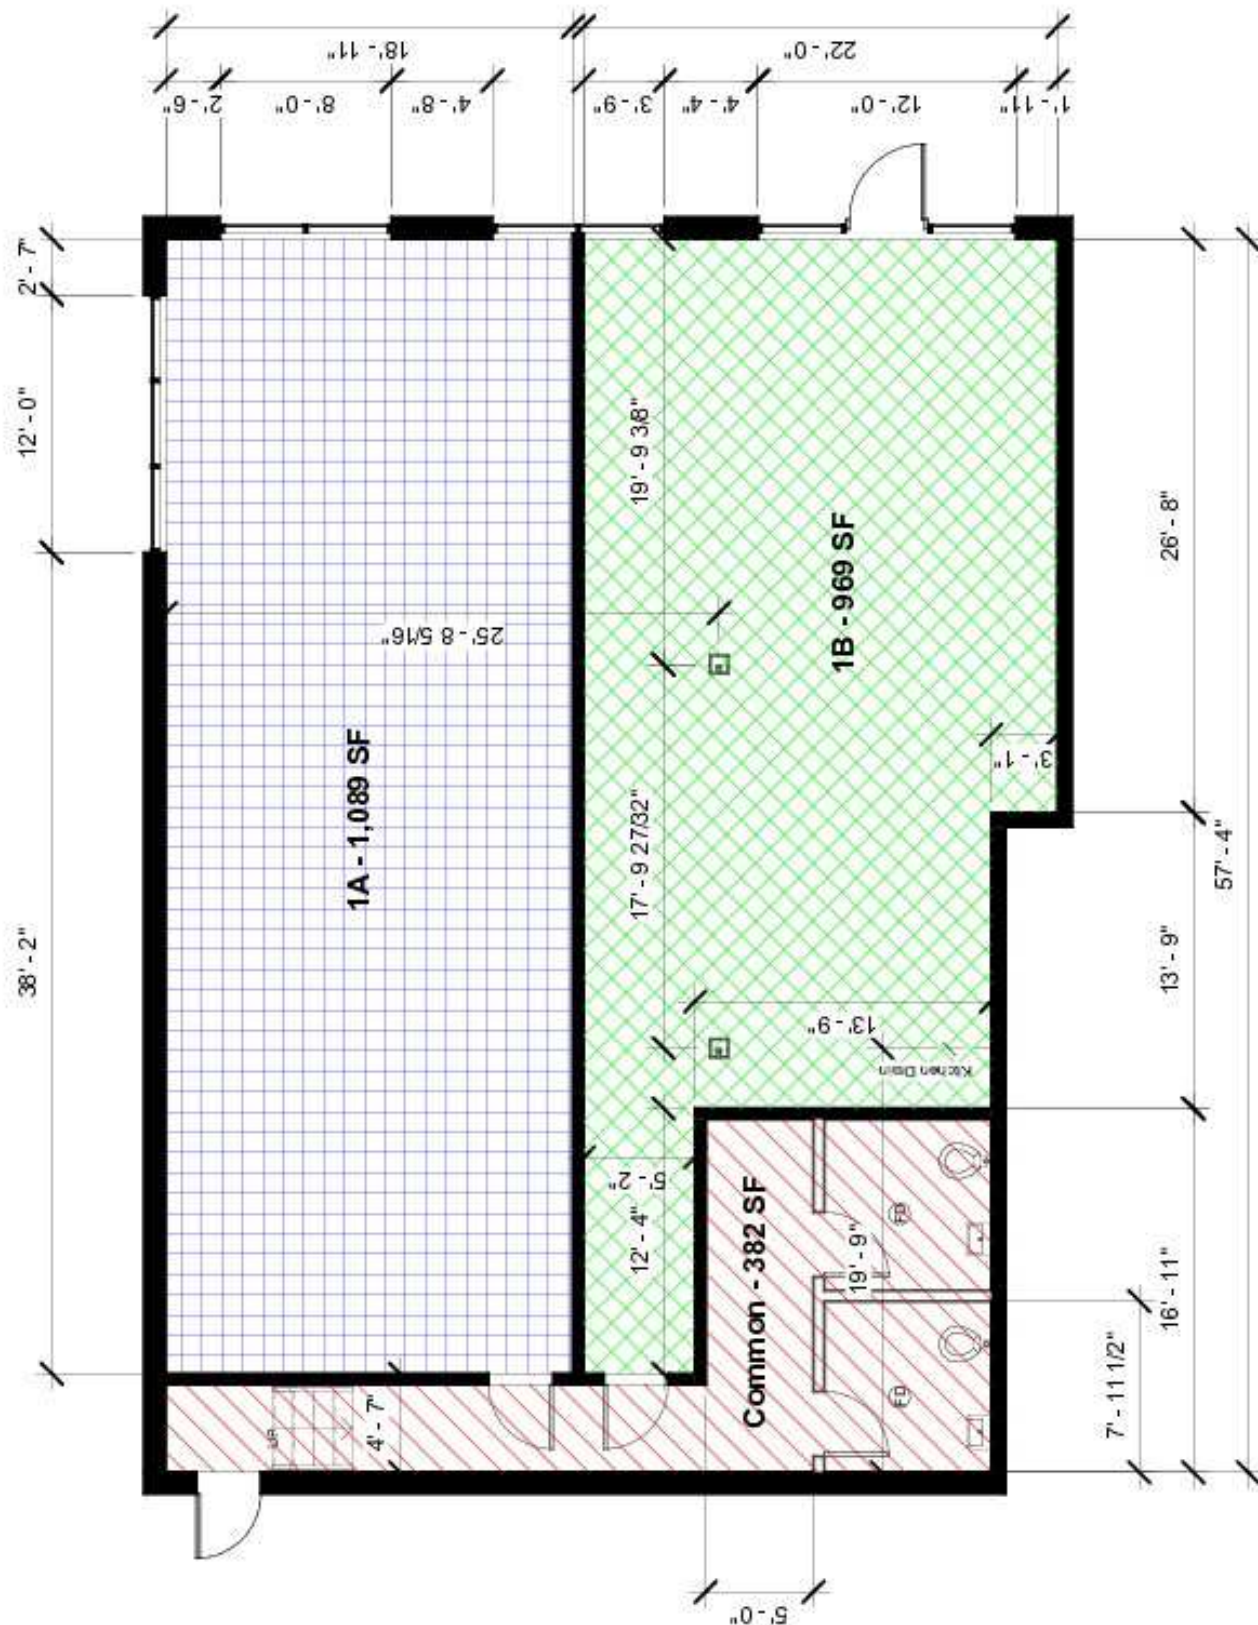 18' - 11"
22' - 0"
2' - 6"
8' - 0"
4' - 8"
3' - 9"
4' - 4"
12' - 0"
1' - 11"
2' - 7"
12' - 0"
38' - 2"
19' - 9 3/8"
25' - 8 5/16"
1B - 969 SF
26' - 8"
1A - 1,089 SF
3' - 1"
17' - 9 27/32"
57' - 4"
13' - 9"
13' - 9"
Kitchen Drain
5' - 2"
12' - 4"
Common - 382 SF
FD
19' - 9"
16' - 11"
UP
4' - 7"
FD
7' - 11 1/2"
5' - 0"